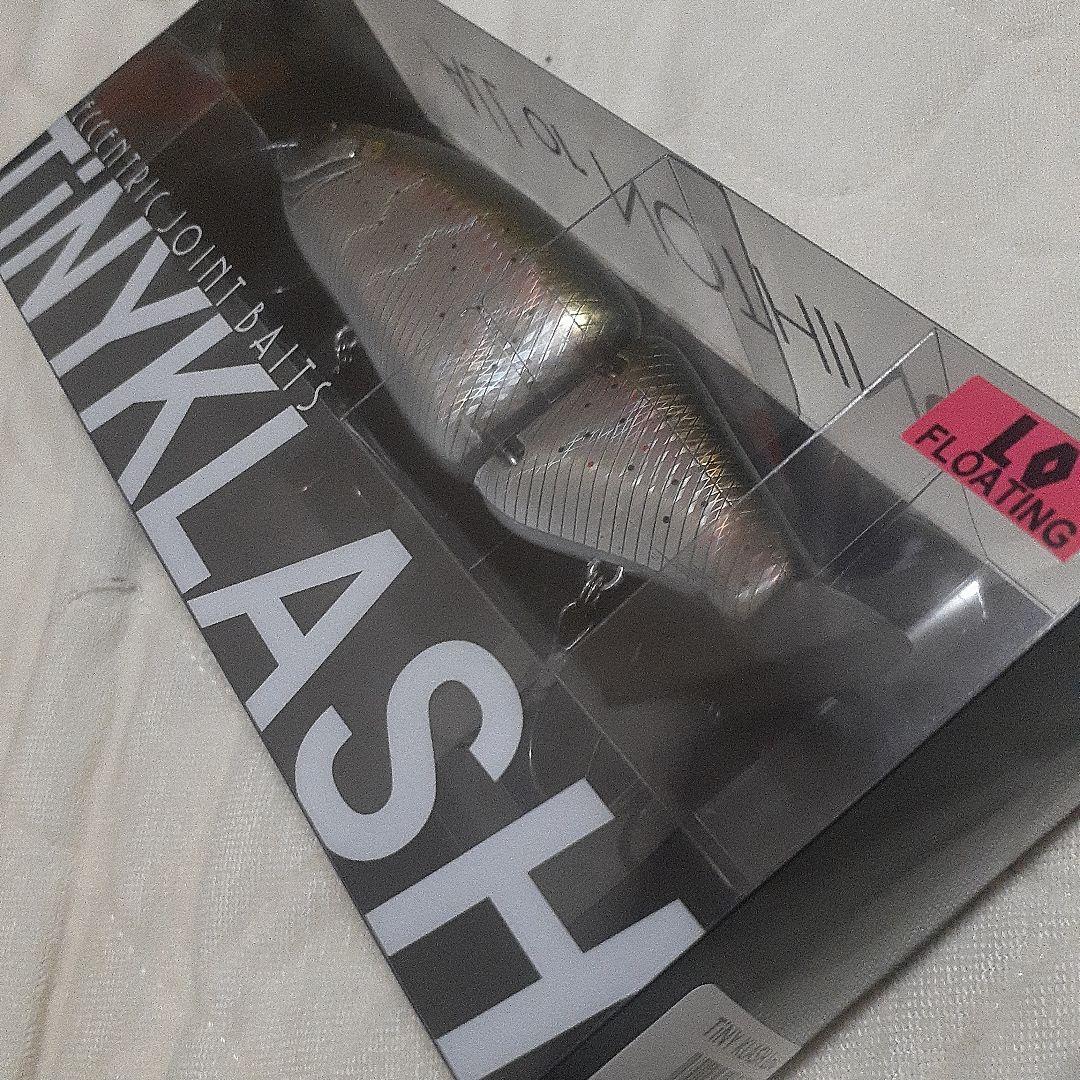 ECCENTRIC JOINT BAITS
TiNYKLASH
LO
FLOATING
TiNY KLASH